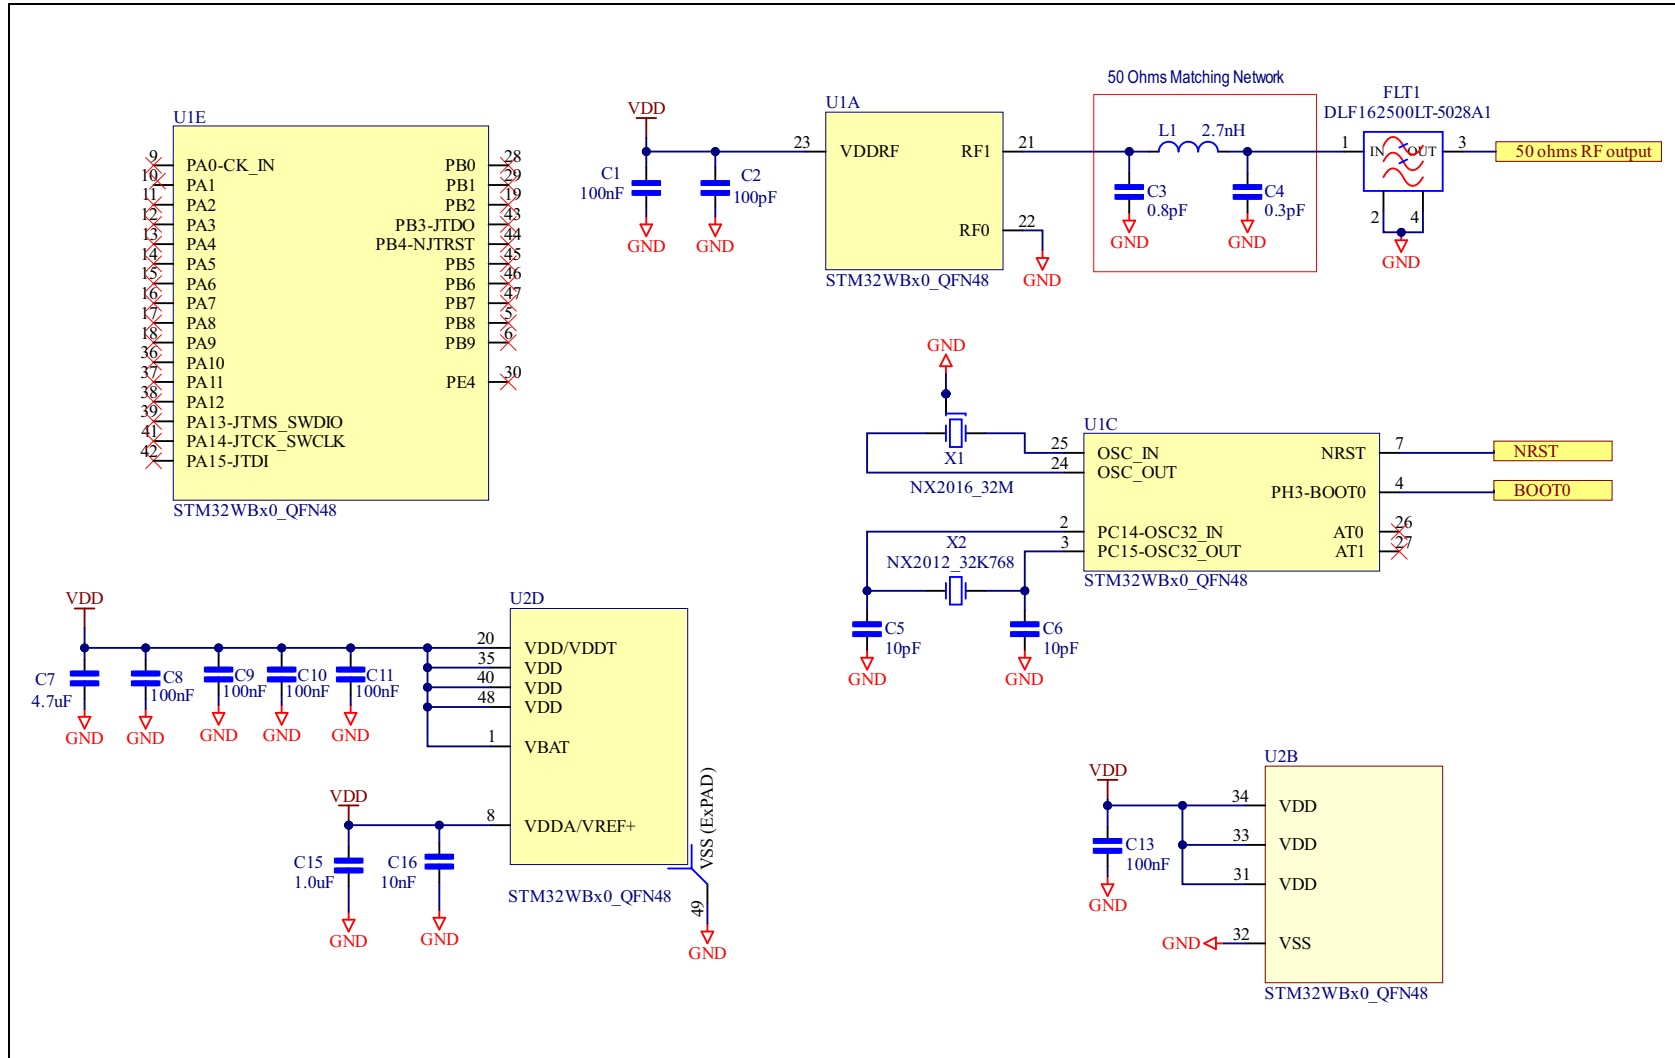 50 Ohms Matching Network
U1E
9 PA0-CK_IN PB0 28
10 PA1 PB1 29
11 PA2 PB2 19
12 PA3 PB3-JTDO 43
13 PA4 PB4-NJTRST 44
14 PA5 PB5 45
15 PA6 PB6 46
16 PA7 PB7 47
17 PA8 PB8 5
18 PA9 PB9 6
36 PA10
37 PA11 PE4 30
38 PA12
39 PA13-JTMS_SWDIO
41 PA14-JTCK_SWCLK
42 PA15-JTDI
STM32WBx0_QFN48
VDD
C1
100nF
GND
C2
100pF
GND
U1A
23 VDDRF RF1 21
RF0 22
GND
STM32WBx0_QFN48
L1 2.7nH
C3
0.8pF
GND
C4
0.3pF
GND
FLT1
DLF162500LT-5028A1
1 IN OUT 3
2 4
GND
50 ohms RF output
GND
X1
NX2016_32M
U1C
25 OSC_IN NRST 7
24 OSC_OUT
PH3-BOOT0 4
2 PC14-OSC32_IN AT0 26
3 PC15-OSC32_OUT AT1 27
STM32WBx0_QFN48
NRST
BOOT0
X2
NX2012_32K768
C5
10pF
GND
C6
10pF
GND
VDD
C7
4.7uF
GND
C8
100nF
GND
C9
100nF
GND
C10
100nF
GND
C11
100nF
GND
U2D
20 VDD/VDDT
35 VDD
40 VDD
48 VDD
1 VBAT
8 VDDA/VREF+
VSS (ExPAD)
49
GND
STM32WBx0_QFN48
VDD
C15
1.0uF
GND
C16
10nF
GND
VDD
C13
100nF
GND
U2B
34 VDD
33 VDD
31 VDD
GND 32 VSS
STM32WBx0_QFN48